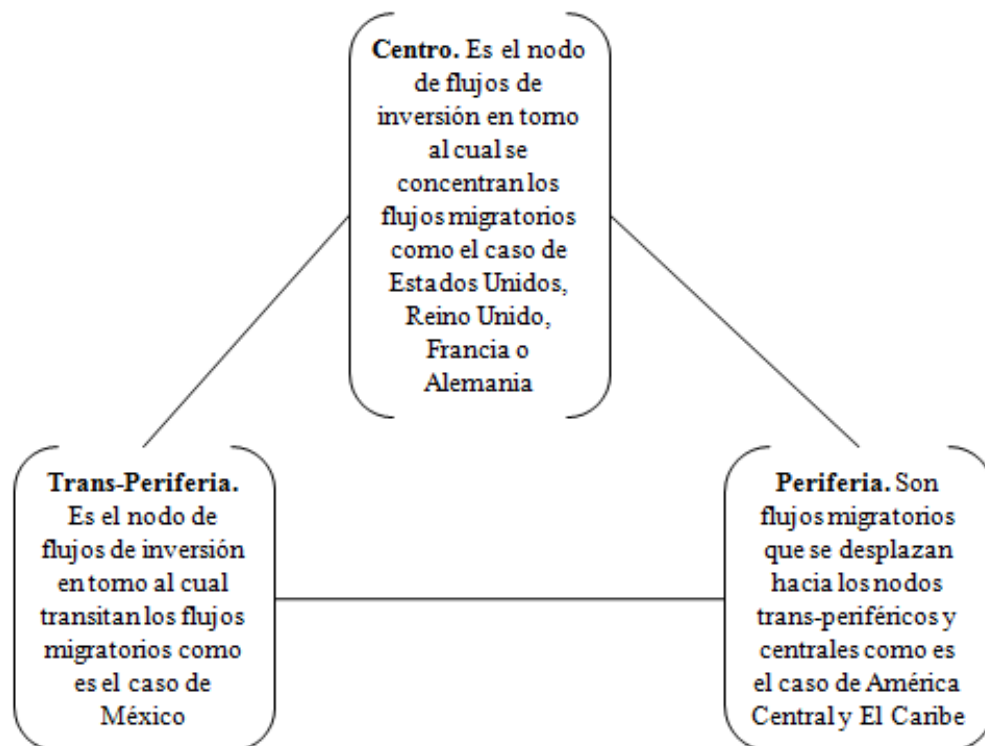 Centro. Es el nodo
de flujos de
inversión en torno
al cual se
concentran los
flujos migratorios
como el caso de
Estados Unidos,
Reino Unido,
Francia o
Alemania
Trans-Periferia.
Es el nodo de
flujos de inversión
en torno al cual
transitan los flujos
migratorios como
es el caso de
México
Periferia. Son
flujos migratorios
que se desplazan
hacia los nodos
trans-periféricos y
centrales como es
el caso de América
Central y El Caribe